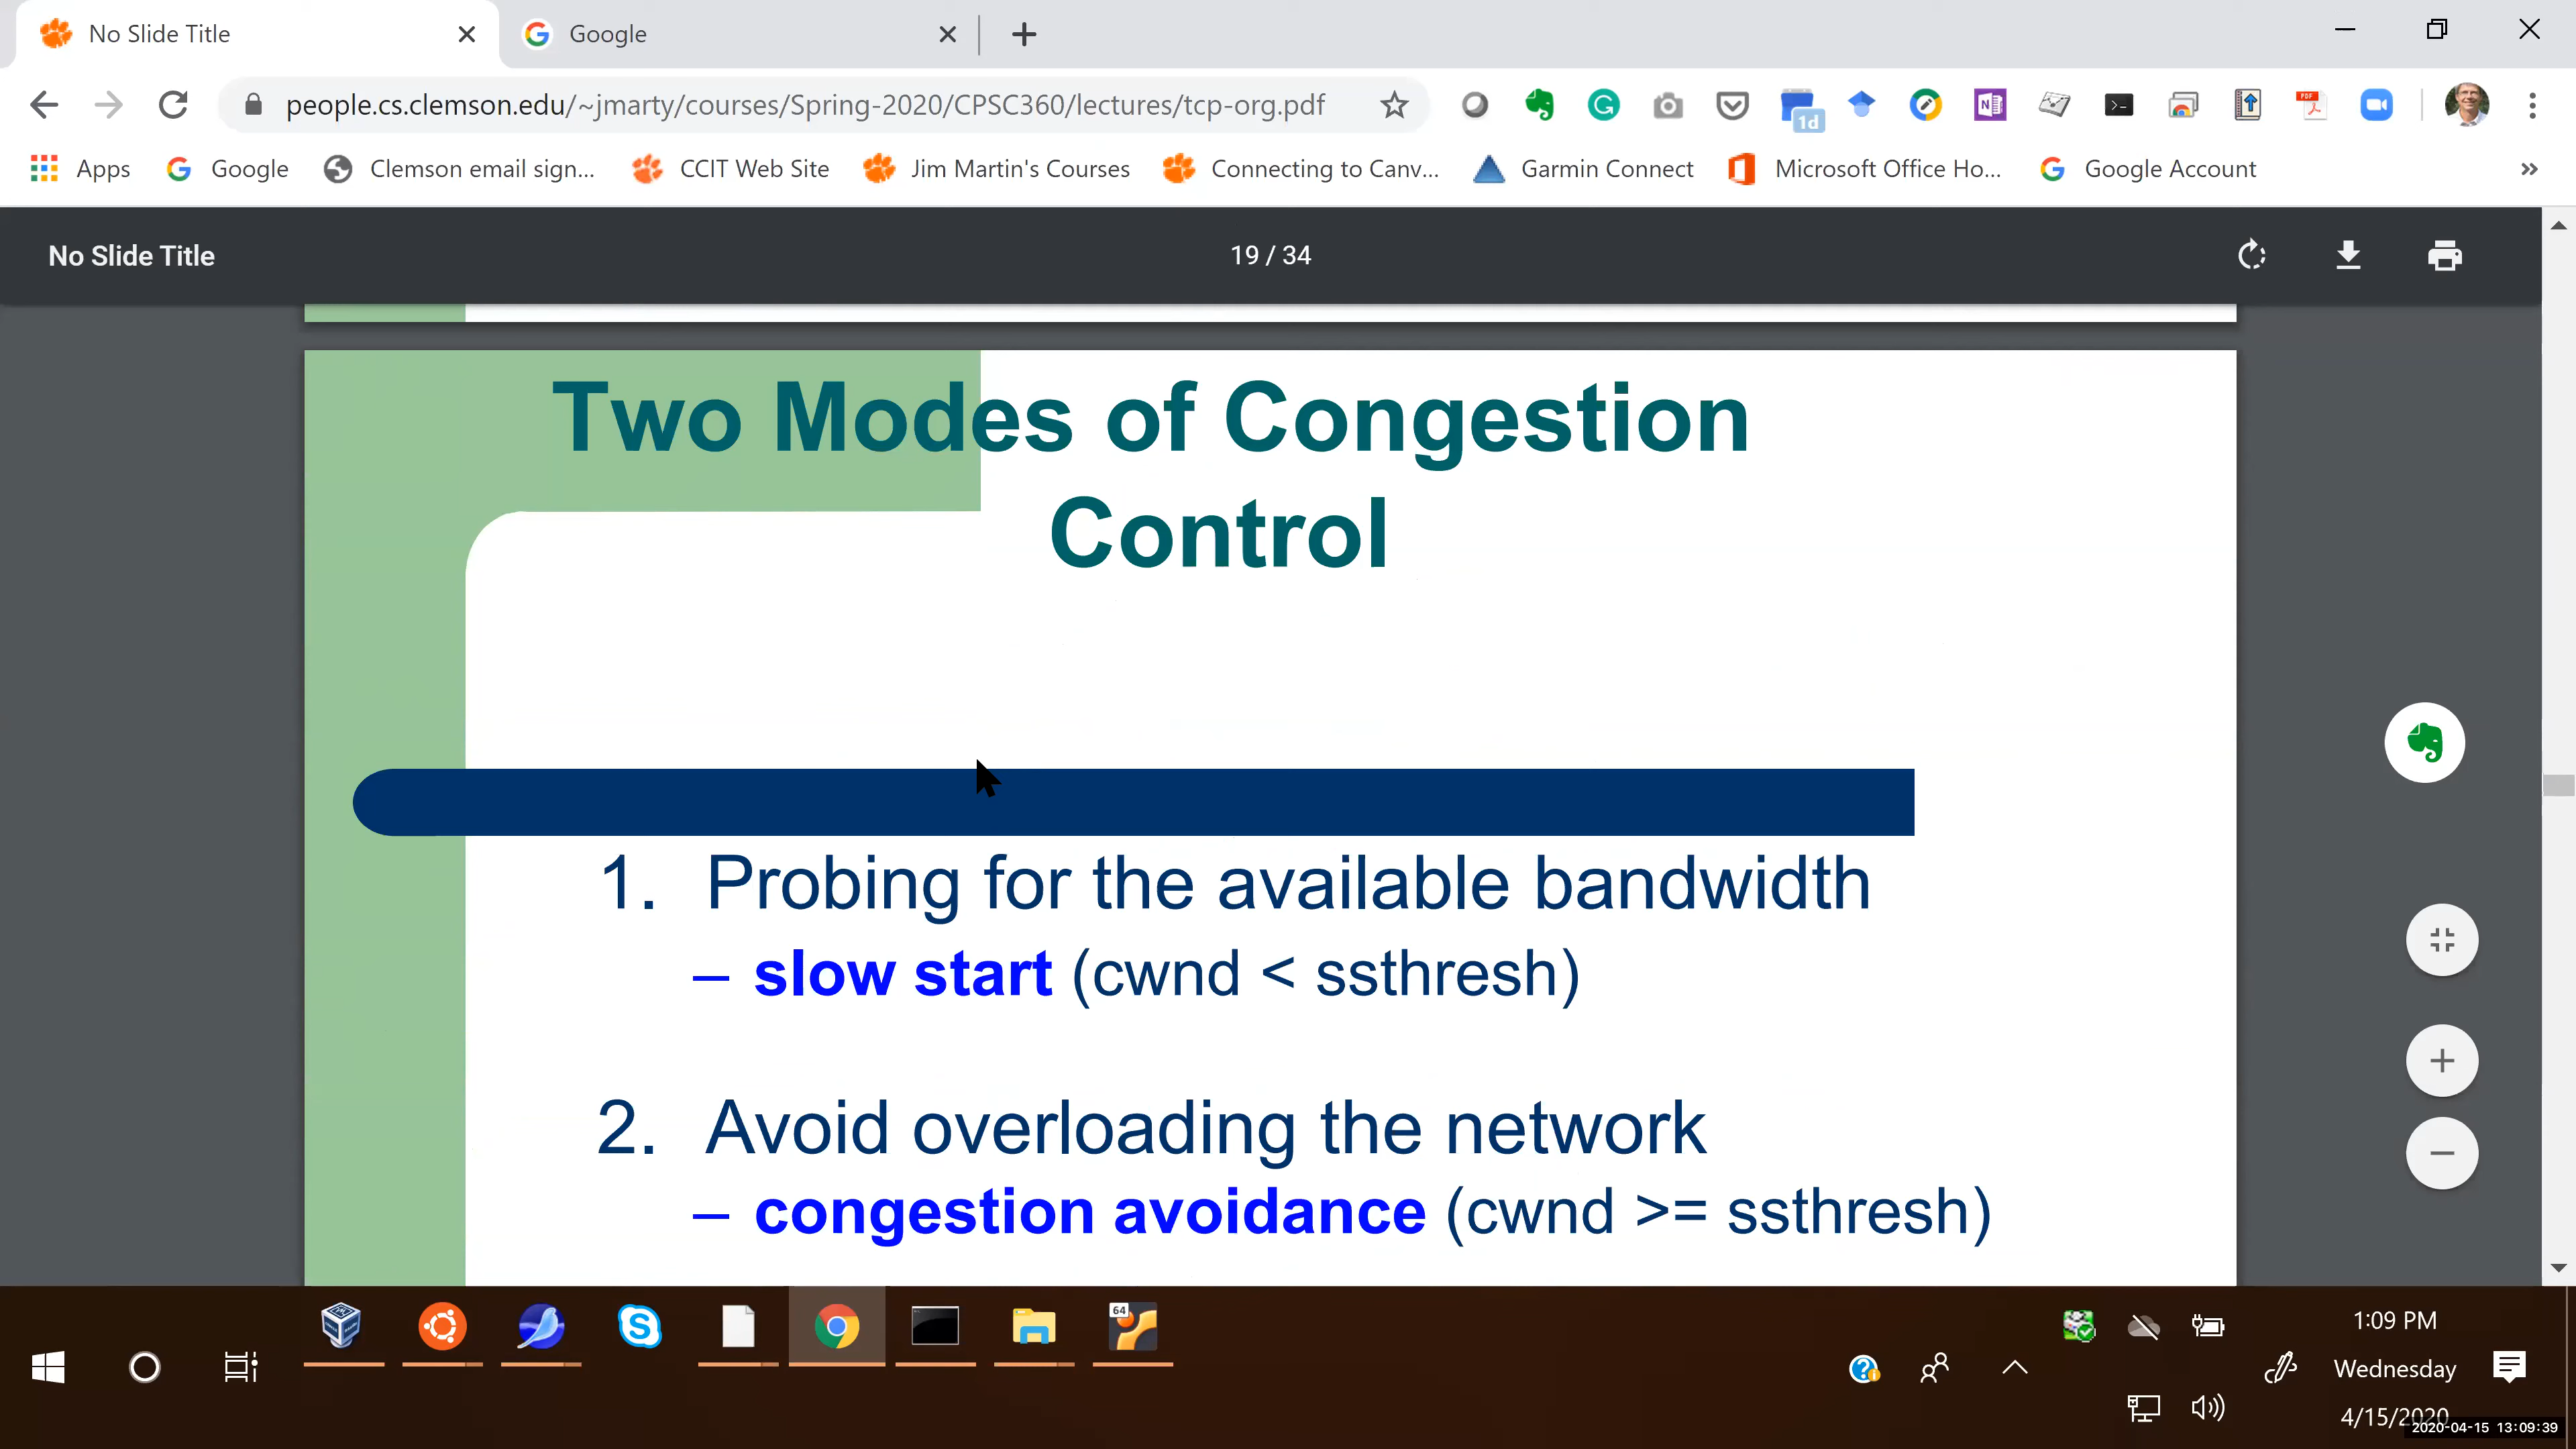 No Slide Title
Google
people.cs.clemson.edu/~jmarty/courses/Spring-2020/CPSC360/lectures/tcp-org.pdf
1d
PDF
Apps
Google
Clemson email sign...
CCIT Web Site
Jim Martin's Courses
Connecting to Canv...
Garmin Connect
Microsoft Office Ho...
Google Account
No Slide Title
19 / 34
Two Modes of Congestion
Control
1. Probing for the available bandwidth
– slow start (cwnd < ssthresh)
2. Avoid overloading the network
– congestion avoidance (cwnd >= ssthresh)
64
1:09 PM
Wednesday
4/15/2020
2020-04-15 13:09:39